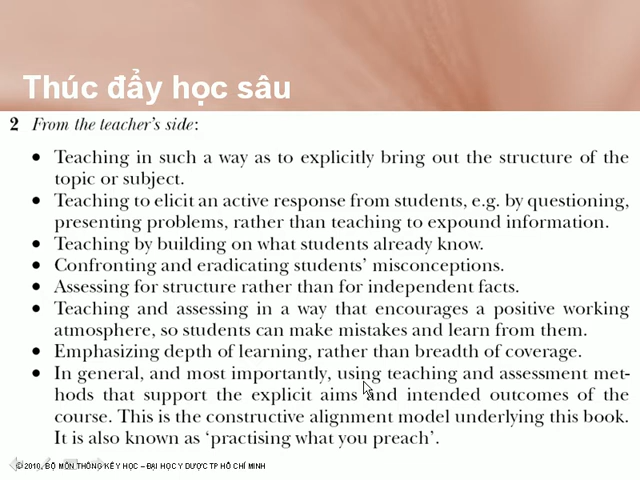 Thúc đẩy học sâu
2 From the teacher's side:
• Teaching in such a way as to explicitly bring out the structure of the
topic or subject.
• Teaching to elicit an active response from students, e.g. by questioning,
presenting problems, rather than teaching to expound information.
• Teaching by building on what students already know.
• Confronting and eradicating students' misconceptions.
• Assessing for structure rather than for independent facts.
• Teaching and assessing in a way that encourages a positive working
atmosphere, so students can make mistakes and learn from them.
• Emphasizing depth of learning, rather than breadth of coverage.
• In general, and most importantly, using teaching and assessment met-
hods that support the explicit aims and intended outcomes of the
course. This is the constructive alignment model underlying this book.
It is also known as 'practising what you preach'.
© 2010, BỘ MÔN THỐNG KÊ Y HỌC – ĐẠI HỌC Y DƯỢC TP HỒ CHÍ MINH